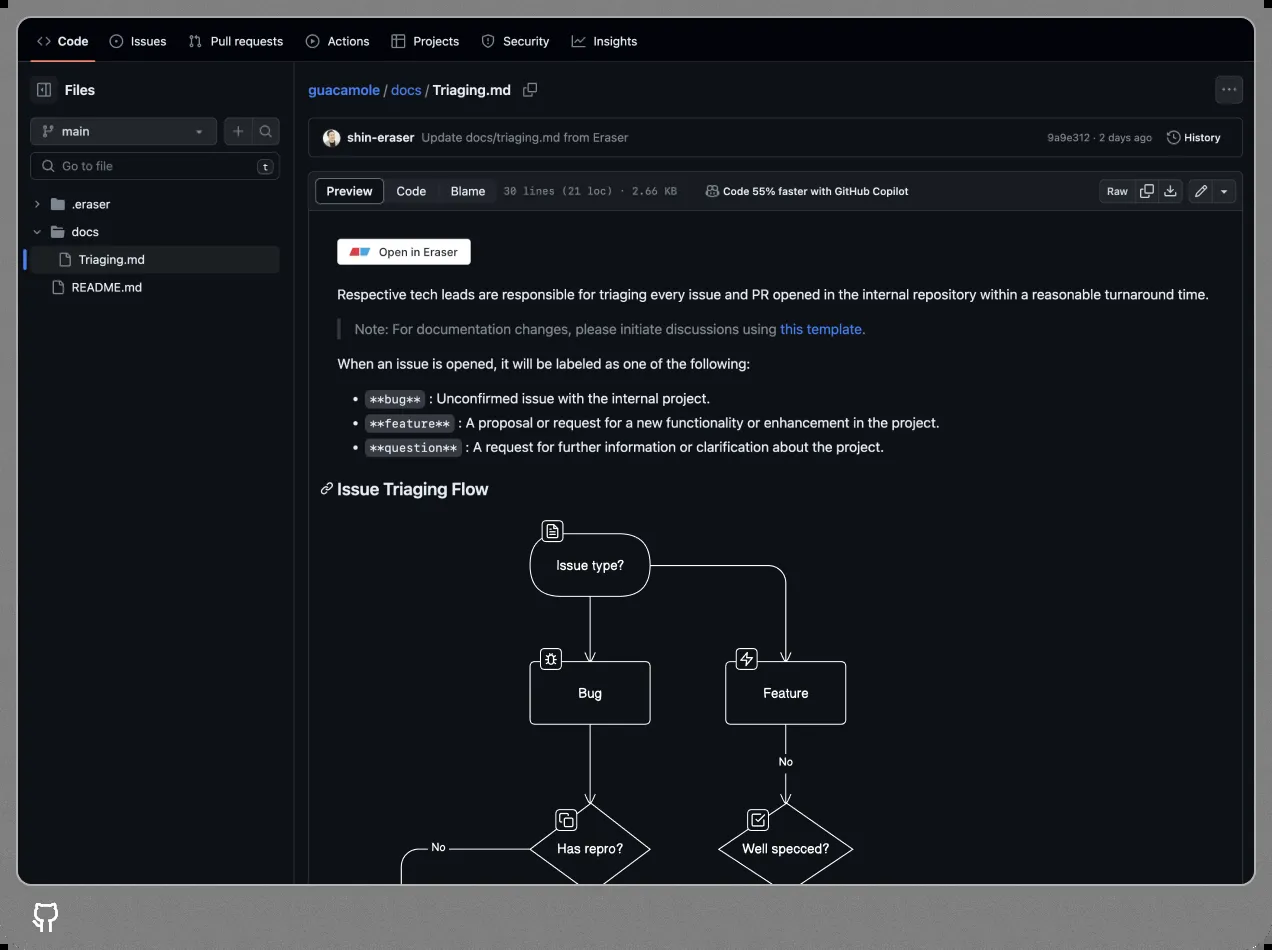 Code Issues Pull requests Actions Projects Security Insights
Files
main
Go to file t
.eraser
docs
Triaging.md
README.md
guacamole / docs / Triaging.md
shin-eraser Update docs/triaging.md from Eraser 9a9e312 · 2 days ago History
Preview Code Blame 30 lines (21 loc) · 2.66 KB Code 55% faster with GitHub Copilot Raw
Open in Eraser
Respective tech leads are responsible for triaging every issue and PR opened in the internal repository within a reasonable turnaround time.
Note: For documentation changes, please initiate discussions using this template.
When an issue is opened, it will be labeled as one of the following:
• **bug** : Unconfirmed issue with the internal project.
• **feature** : A proposal or request for a new functionality or enhancement in the project.
• **question** : A request for further information or clarification about the project.
Issue Triaging Flow
Issue type?
Bug
Feature
No
Has repro?
Well specced?
No